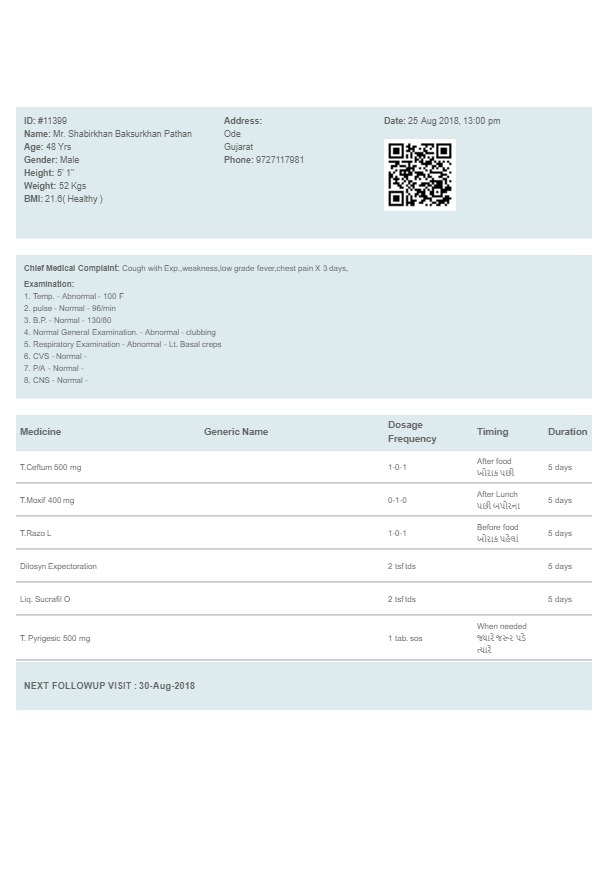 ID: #11399
Name: Mr. Shabirkhan Baksurkhan Pathan
Age: 48 Yrs
Gender: Male
Height: 5' 1"
Weight: 52 Kgs
BMI: 21.6( Healthy )
Address:
Ode
Gujarat
Phone: 9727117981
Date: 25 Aug 2018, 13:00 pm
Chief Medical Complaint: Cough with Exp.,weakness,low grade fever,chest pain X 3 days,
Examination:
1. Temp. - Abnormal - 100 F
2. pulse - Normal - 96/min
3. B.P. - Normal - 130/80
4. Normal General Examination. - Abnormal - clubbing
5. Respiratory Examination - Abnormal - Lt. Basal creps
6. CVS - Normal -
7. P/A - Normal -
8. CNS - Normal -
Medicine Generic Name Dosage Frequency Timing Duration
T.Ceftum 500 mg 1-0-1 After food 5 days
ખોરાક પછી
T.Moxif 400 mg 0-1-0 After Lunch 5 days
પછી બપોરના
T.Razo L 1-0-1 Before food 5 days
ખોરાક પહેલાં
Dilosyn Expectoration 2 tsf tds 5 days
Liq. Sucrafil O 2 tsf tds 5 days
T. Pyrigesic 500 mg 1 tab. sos When needed
જ્યારે જરૂર પડે
ત્યારે
NEXT FOLLOWUP VISIT : 30-Aug-2018